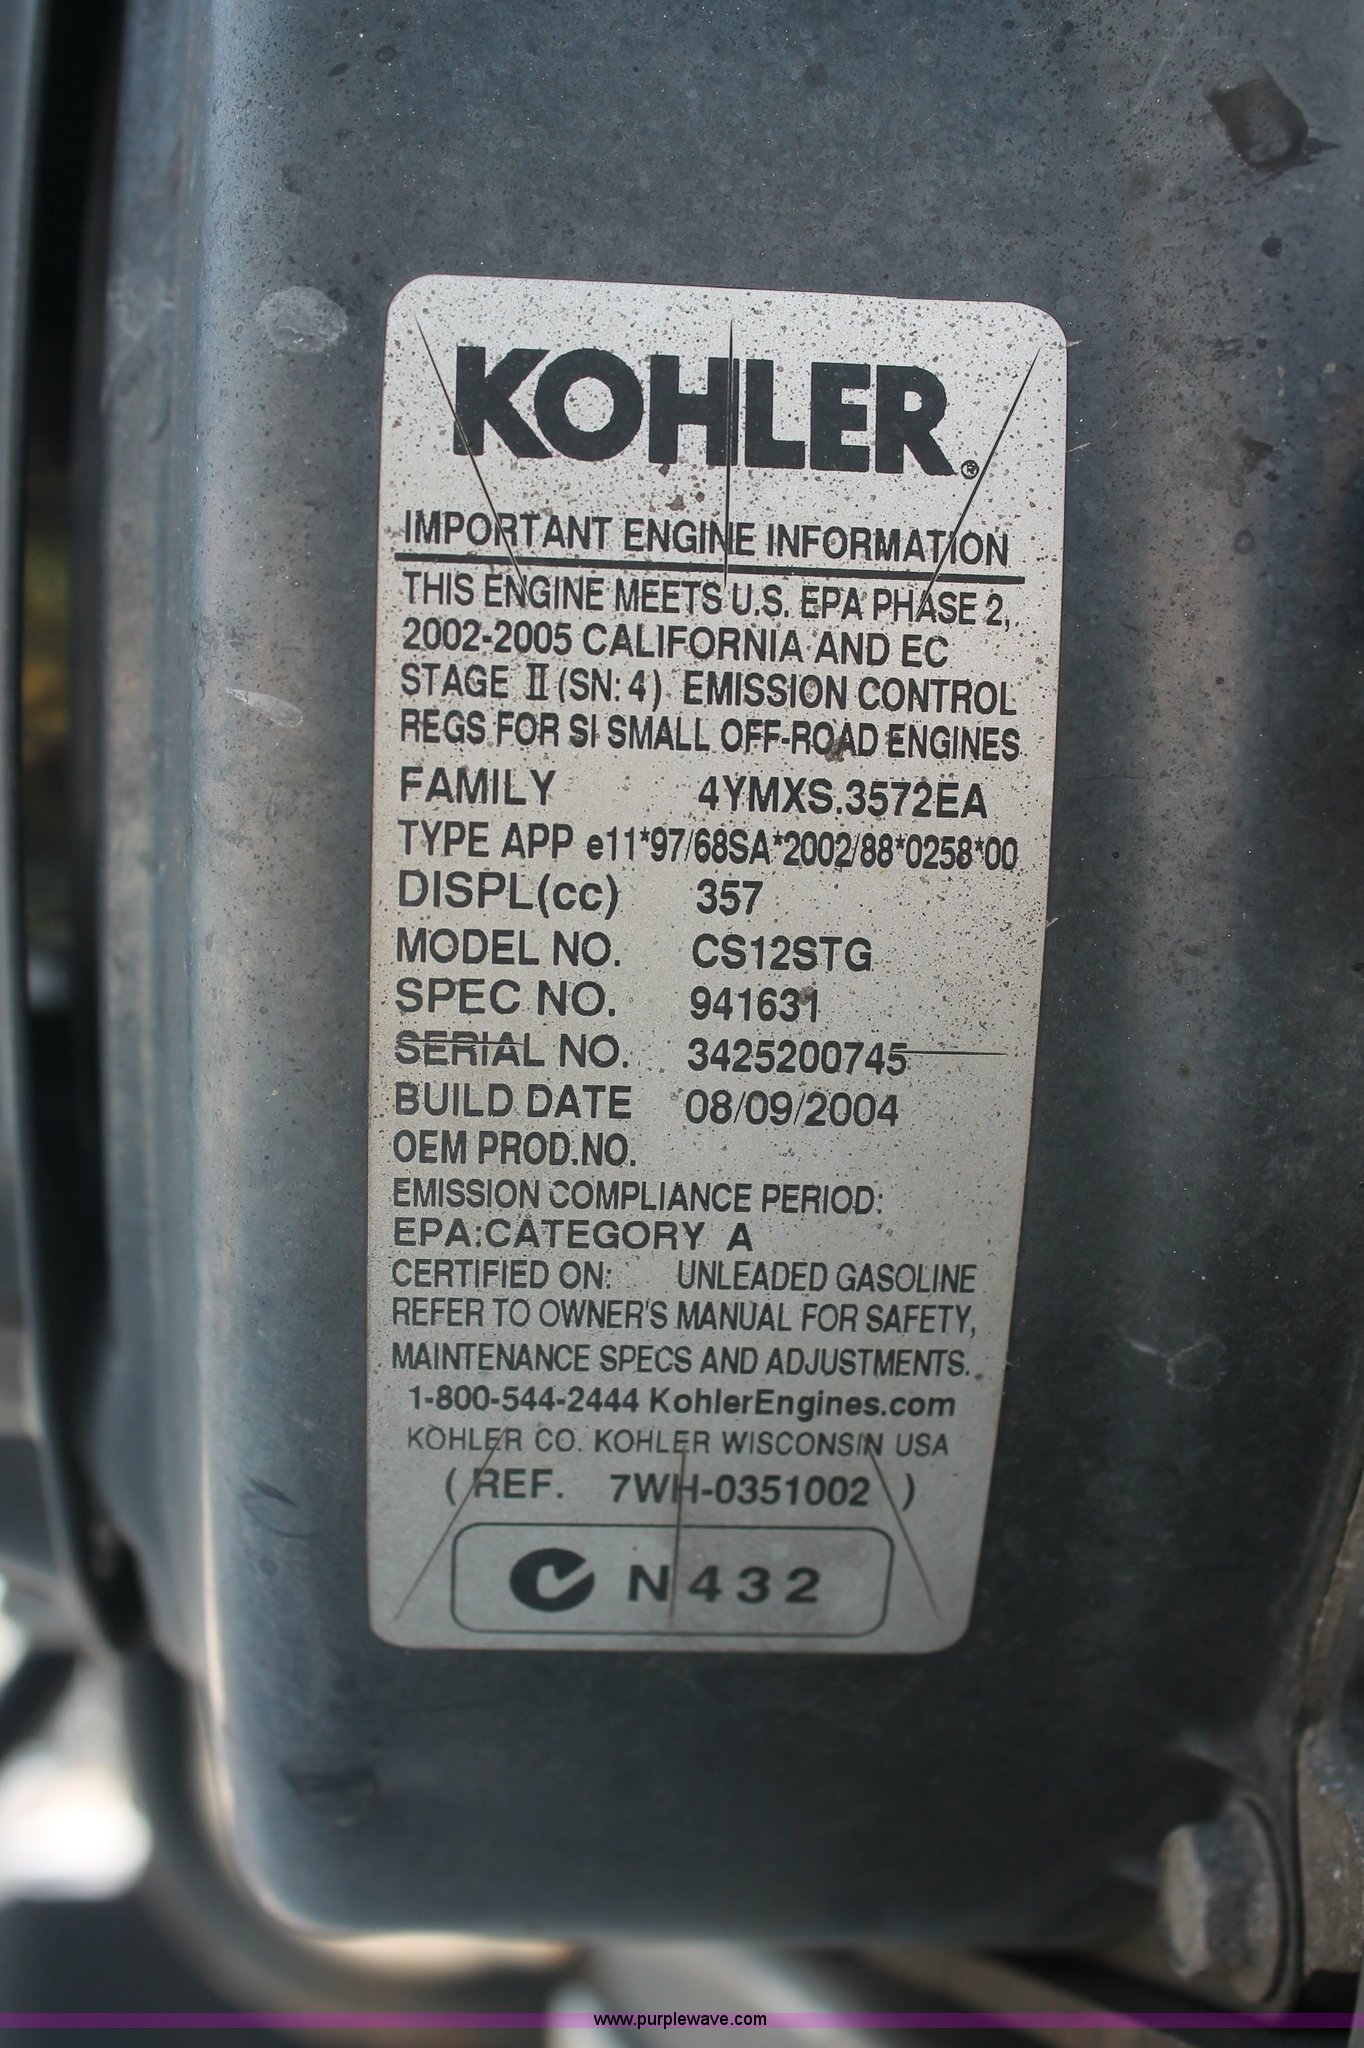 KOHLER®
IMPORTANT ENGINE INFORMATION
THIS ENGINE MEETS U.S. EPA PHASE 2,
2002-2005 CALIFORNIA AND EC
STAGE II (SN: 4) EMISSION CONTROL
REGS FOR SI SMALL OFF-ROAD ENGINES
FAMILY 4YMXS.3572EA
TYPE APP e11*97/68SA*2002/88*0258*00
DISPL(cc) 357
MODEL NO. CS12STG
SPEC NO. 941631
SERIAL NO. 3425200745
BUILD DATE 08/09/2004
OEM PROD.NO.
EMISSION COMPLIANCE PERIOD:
EPA:CATEGORY A
CERTIFIED ON: UNLEADED GASOLINE
REFER TO OWNER'S MANUAL FOR SAFETY,
MAINTENANCE SPECS AND ADJUSTMENTS.
1-800-544-2444 KohlerEngines.com
KOHLER CO. KOHLER WISCONSIN USA
( REF. 7WH-0351002 )
N432
www.purplewave.com